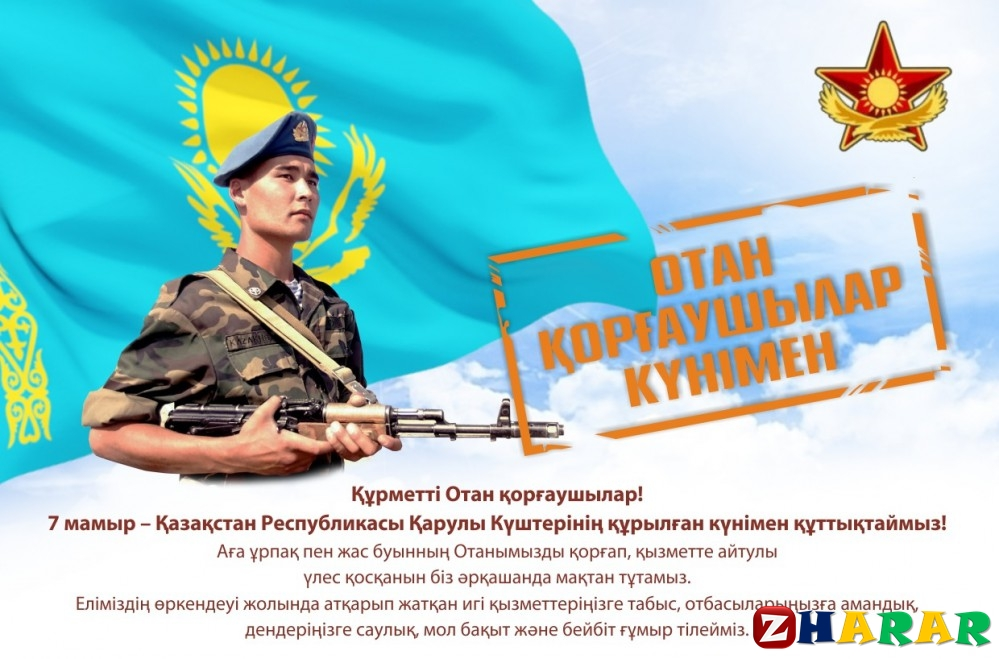 ОТАН
ҚОРҒАУШЫЛАР
КҮНІМЕН
Құрметті Отан қорғаушылар!
7 мамыр – Қазақстан Республикасы Қарулы Күштерінің құрылған күнімен құттықтаймыз!
Аға ұрпақ пен жас буынның Отанымызды қорғап, қызметте айтулы
үлес қосқанын біз әрқашанда мақтан тұтамыз.
Еліміздің өркендеуі жолында атқарып жатқан игі қызметтеріңізге табыс, отбасыларыңызға амандық,
дендеріңізге саулық, мол бақыт және бейбіт ғұмыр тілейміз.
ZHARAR